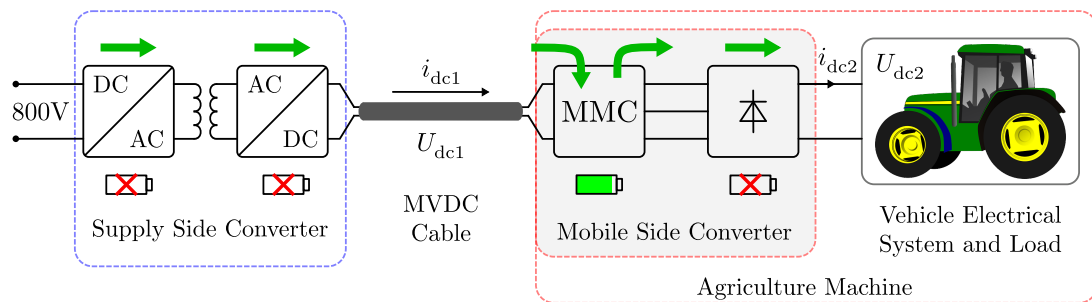 800V
DC
AC
AC
DC
Supply Side Converter
i_dc1
U_dc1
MVDC
Cable
MMC
Mobile Side Converter
i_dc2
U_dc2
Vehicle Electrical
System and Load
Agriculture Machine